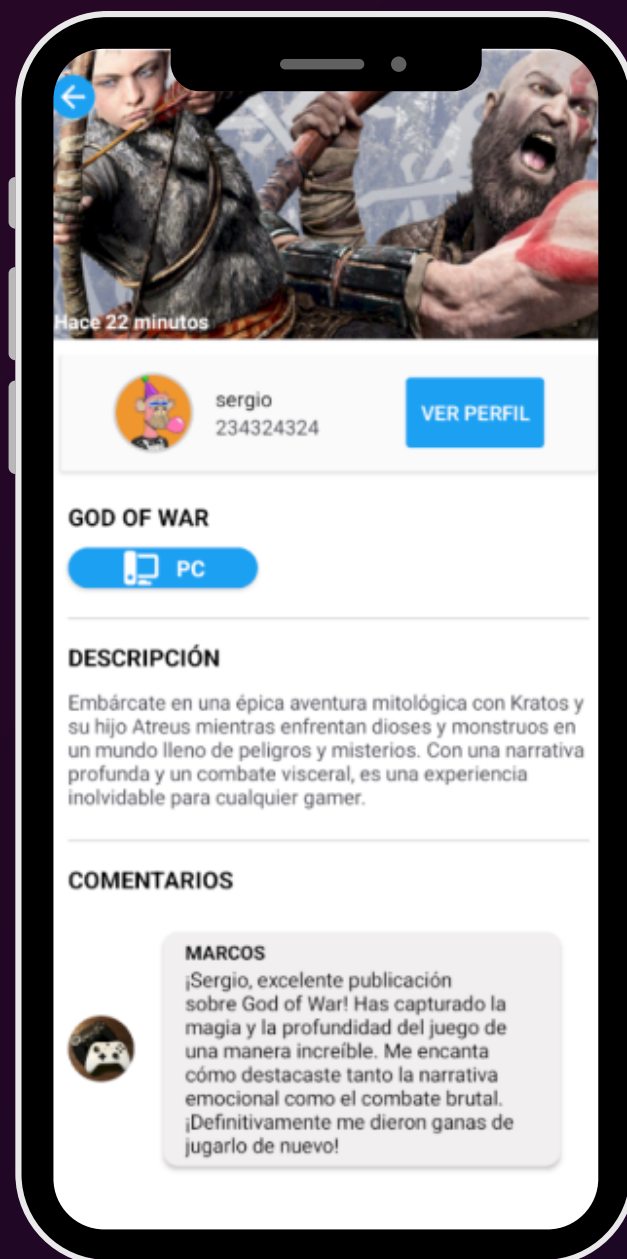 Hace 22 minutos
sergio
234324324
VER PERFIL
GOD OF WAR
PC
DESCRIPCIÓN
Embárcate en una épica aventura mitológica con Kratos y
su hijo Atreus mientras enfrentan dioses y monstruos en
un mundo lleno de peligros y misterios. Con una narrativa
profunda y un combate visceral, es una experiencia
inolvidable para cualquier gamer.
COMENTARIOS
MARCOS
¡Sergio, excelente publicación
sobre God of War! Has capturado la
magia y la profundidad del juego de
una manera increíble. Me encanta
cómo destacaste tanto la narrativa
emocional como el combate brutal.
¡Definitivamente me dieron ganas de
jugarlo de nuevo!